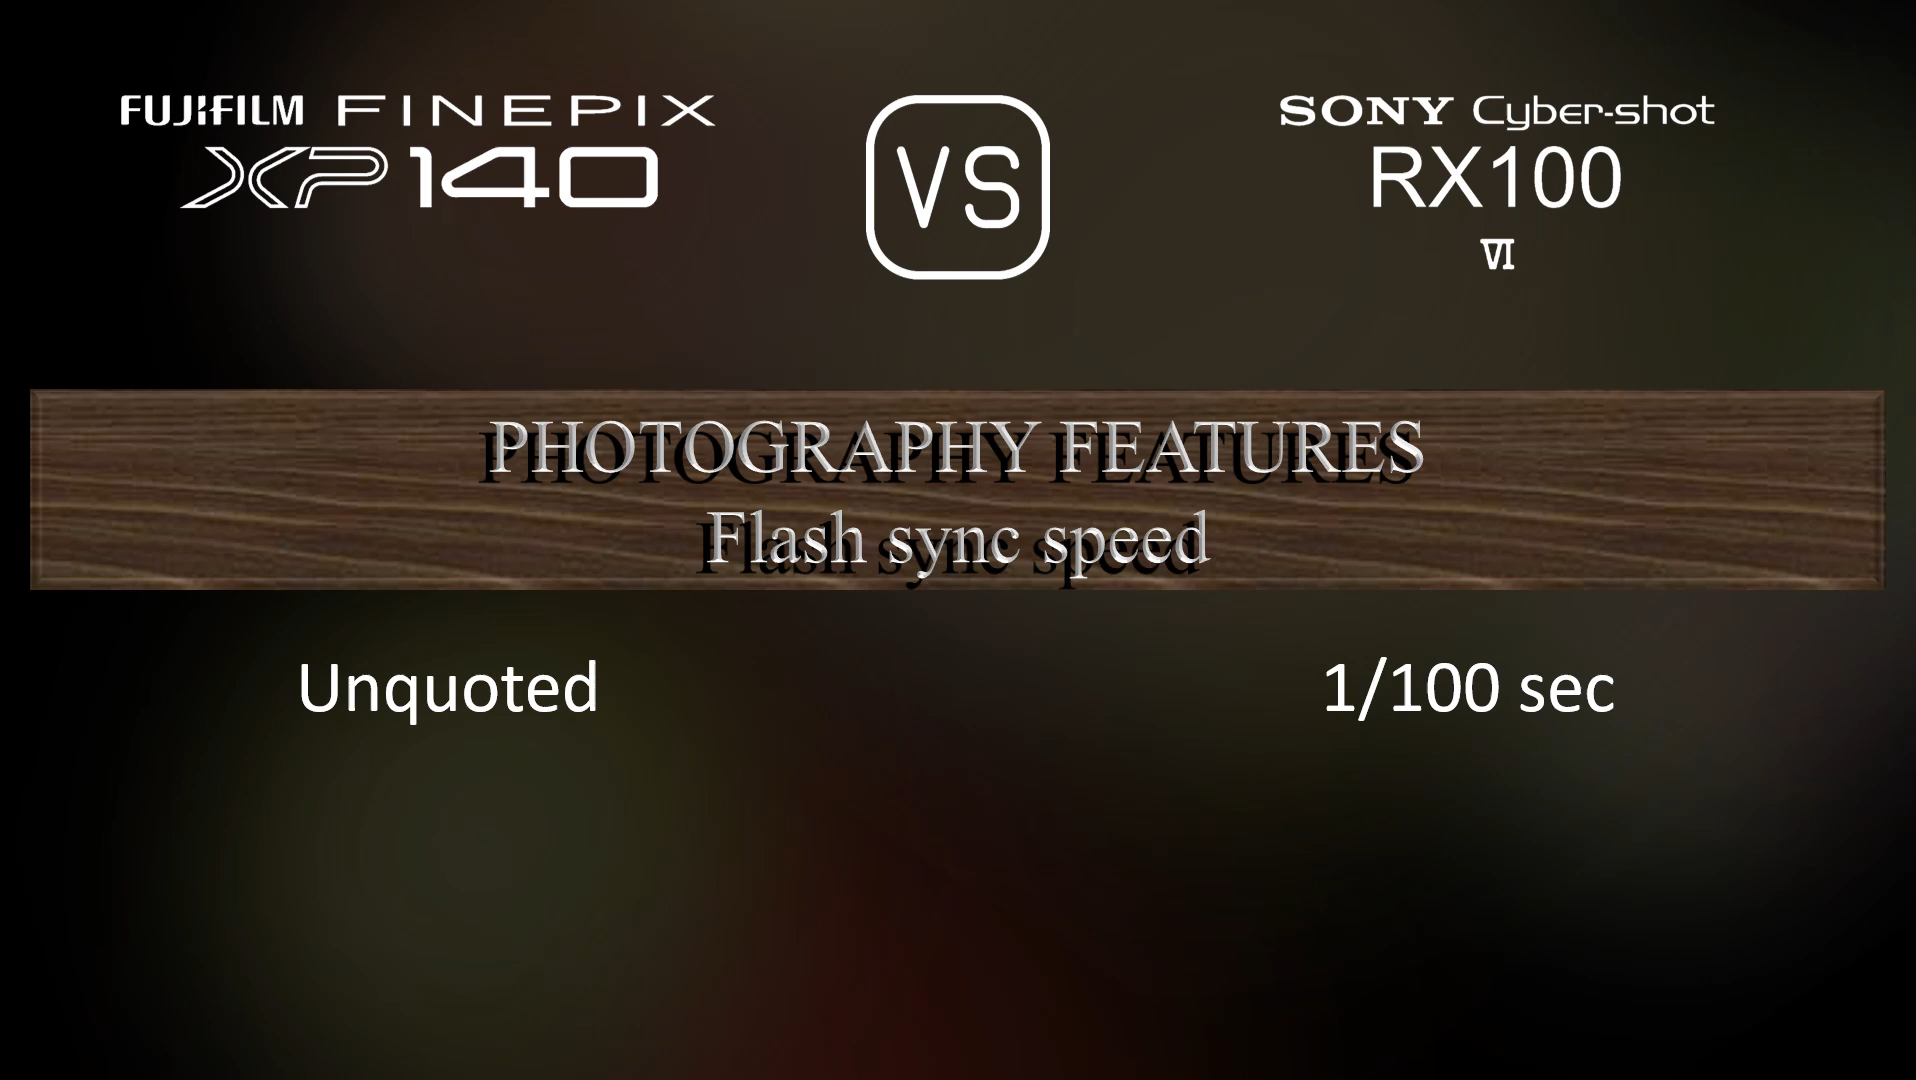 FUJIFILM FINEPIX
XP140
VS
SONY Cyber-shot
RX100
VI
PHOTOGRAPHY FEATURES
Flash sync speed
Unquoted
1/100 sec